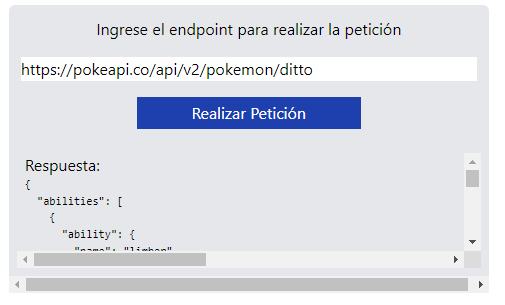 Ingrese el endpoint para realizar la petición
https://pokeapi.co/api/v2/pokemon/ditto
Realizar Petición
Respuesta:
{
"abilities": [
{
"ability": {
"name": "limber",